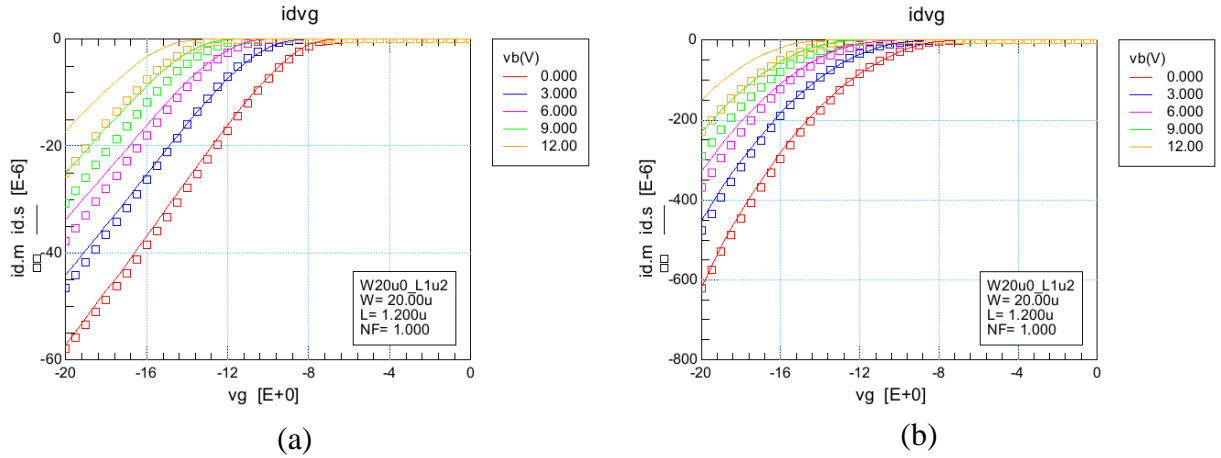 idvg
0
-20
-40
-60
id.m id.s [E-6]
-20
-16
-12
-8
-4
0
vg [E+0]
W20u0_L1u2
W= 20.00u
L= 1.200u
NF= 1.000
vb(V)
0.000
3.000
6.000
9.000
12.00
(a)
idvg
0
-200
-400
-600
-800
id.m id.s [E-6]
-20
-16
-12
-8
-4
0
vg [E+0]
W20u0_L1u2
W= 20.00u
L= 1.200u
NF= 1.000
vb(V)
0.000
3.000
6.000
9.000
12.00
(b)